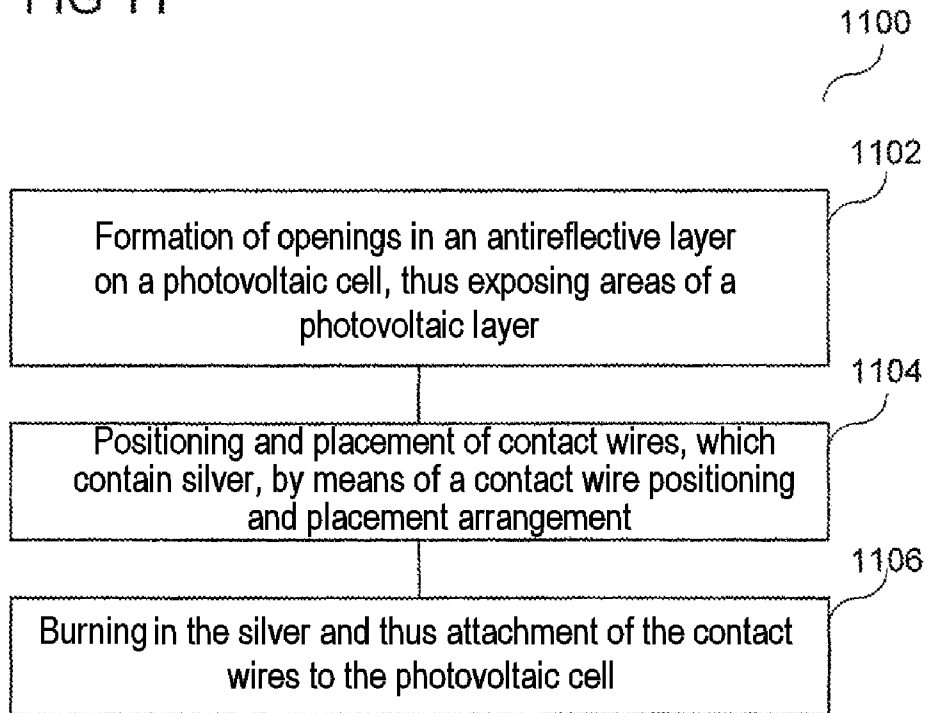 FIG 11
1100
1102
Formation of openings in an antireflective layer
on a photovoltaic cell, thus exposing areas of a
photovoltaic layer
1104
Positioning and placement of contact wires, which
contain silver, by means of a contact wire positioning
and placement arrangement
1106
Burning in the silver and thus attachment of the contact
wires to the photovoltaic cell